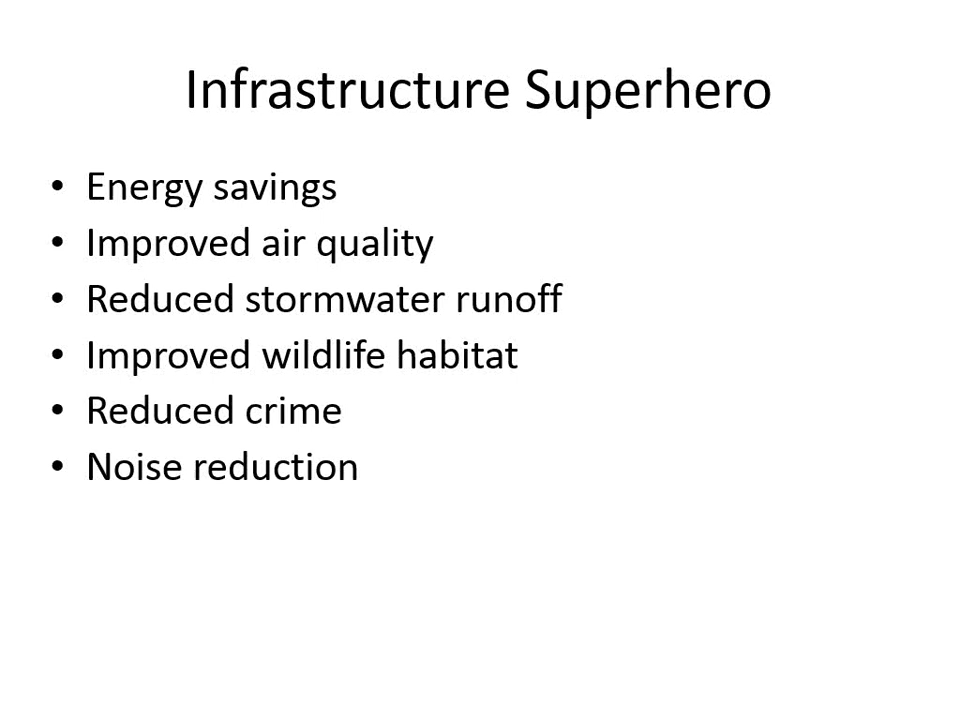 Infrastructure Superhero
• Energy savings
• Improved air quality
• Reduced stormwater runoff
• Improved wildlife habitat
• Reduced crime
• Noise reduction